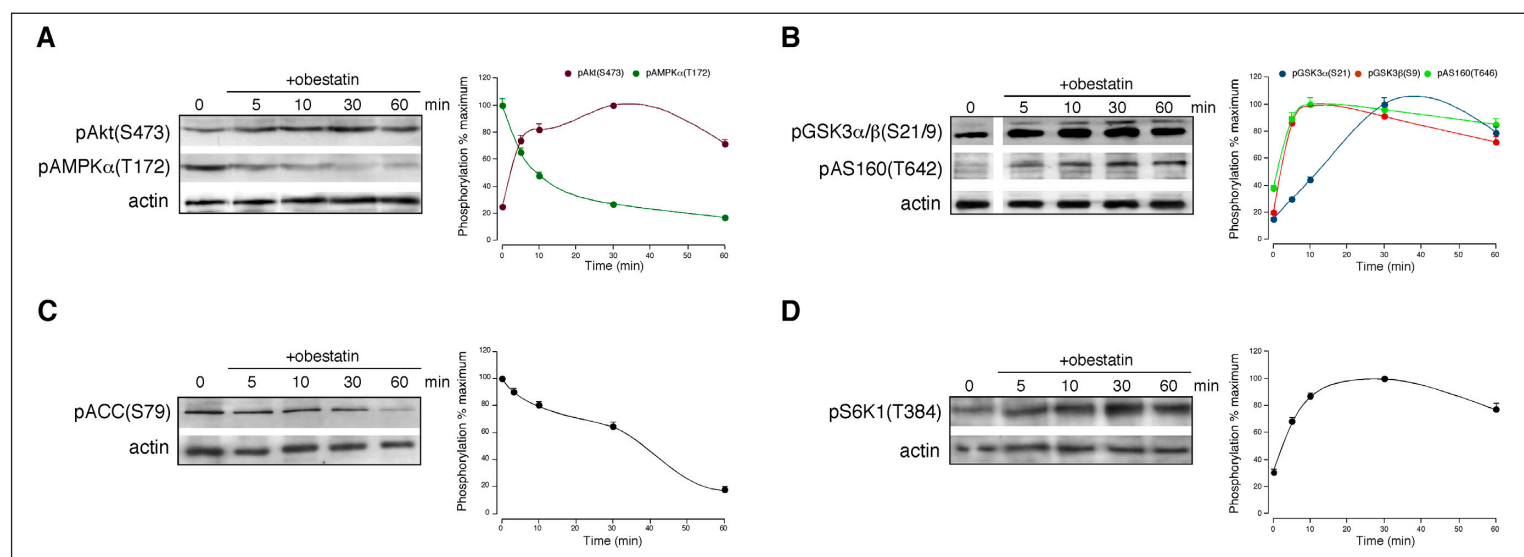 A
+obestatin
0 5 10 30 60 min
pAkt(S473)
pAMPKα(T172)
actin
pAkt(S473) pAMPKα(T172)
Phosphorylation % maximum
120
100
80
60
40
20
0
0 10 20 30 40 50 60
Time (min)
B
+obestatin
0 5 10 30 60 min
pGSK3α/β(S21/9)
pAS160(T642)
actin
pGSK3α(S21) pGSK3β(S9) pAS160(T646)
Phosphorylation % maximum
120
100
80
60
40
20
0
0 10 20 30 40 50 60
Time (min)
C
+obestatin
0 5 10 30 60 min
pACC(S79)
actin
Phosphorylation % maximum
120
100
80
60
40
20
0
0 10 20 30 40 50 60
Time (min)
D
+obestatin
0 5 10 30 60 min
pS6K1(T384)
actin
Phosphorylation % maximum
120
100
80
60
40
20
0
0 10 20 30 40 50 60
Time (min)